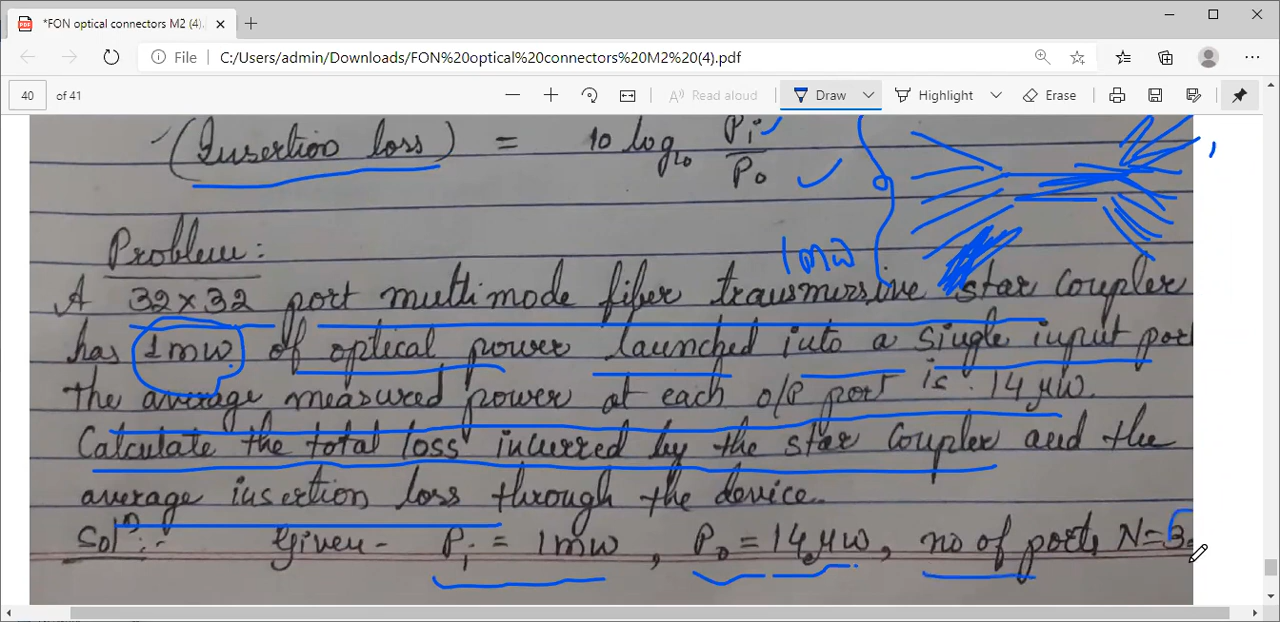 *FON optical connectors M2 (4).
File C:/Users/admin/Downloads/FON%20optical%20connectors%20M2%20(4).pdf
40 of 41 Read aloud Draw Highlight Erase
(Insertion loss) = 10 log10 Pi/Po
1mw
Problem:
A 32×32 port multimode fiber transmissive star coupler
has 1mw of optical power launched into a single input port
the average measured power at each o/p port is 14 μw.
Calculate the total loss incurred by the star coupler and the
average insertion loss through the device.
Soln:- Given- Pi = 1mw, Po = 14 μw, no of ports N=3